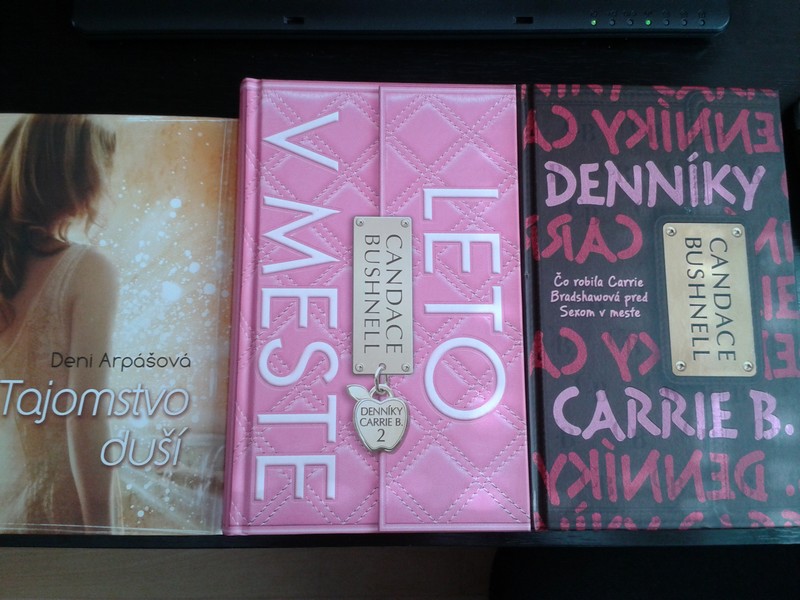 Deni Arpášová
Tajomstvo
duší
LETO
V MESTE
CANDACE
BUSHNELL
DENNÍKY
CARRIE B.
2
DENNÍKY
CANDACE
BUSHNELL
Čo robila Carrie
Bradshawová pred
Sexom v meste
CARRIE B.